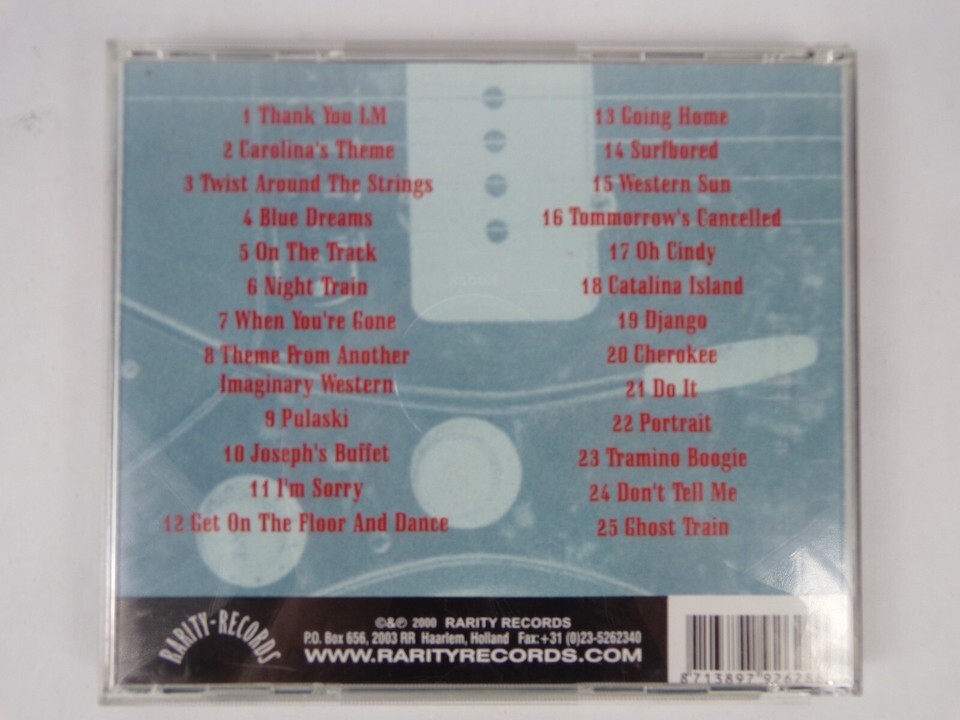 1 Thank You LM
2 Carolina's Theme
3 Twist Around The Strings
4 Blue Dreams
5 On The Track
6 Night Train
7 When You're Gone
8 Theme From Another
Imaginary Western
9 Pulaski
10 Joseph's Buffet
11 I'm Sorry
12 Get On The Floor And Dance
13 Going Home
14 Surfbored
15 Western Sun
16 Tommorrow's Cancelled
17 Oh Cindy
18 Catalina Island
19 Django
20 Cherokee
21 Do It
22 Portrait
23 Tramino Boogie
24 Don't Tell Me
25 Ghost Train
RARITY-RECORDS
©&℗ 2000 RARITY RECORDS
P.O. Box 656, 2003 RR Haarlem, Holland Fax:+31 (0)23-5262340
WWW.RARITYRECORDS.COM
8 713897